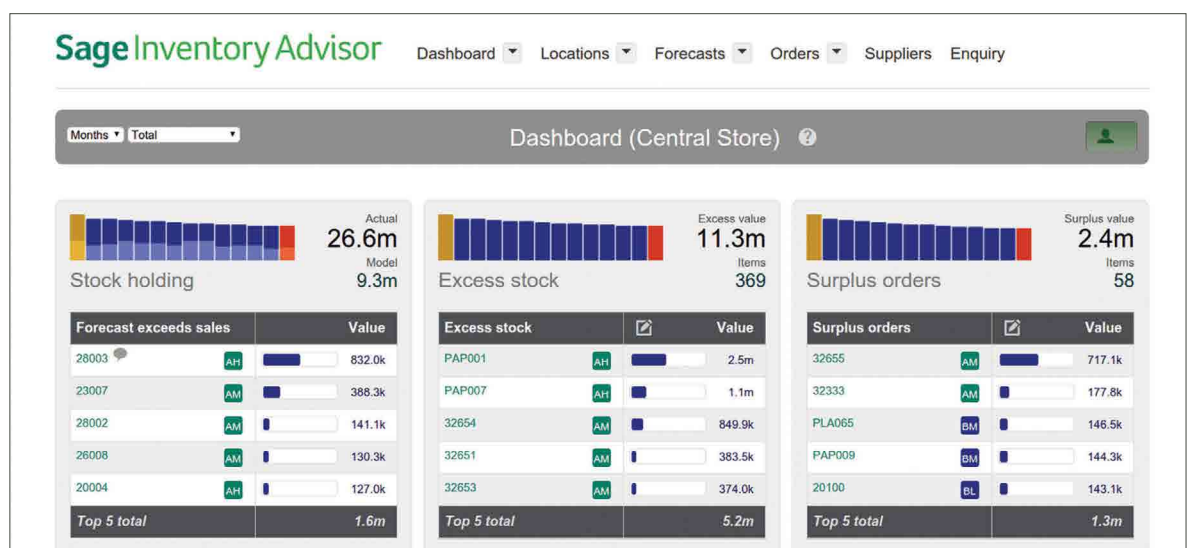 Sage Inventory Advisor
Dashboard Locations Forecasts Orders Suppliers Enquiry
Months Total Dashboard (Central Store) ?
Actual
26.6m
Model
Stock holding 9.3m
Forecast exceeds sales Value
28003 AH 832.0k
23007 AM 388.3k
28002 AM 141.1k
26008 AM 130.3k
20004 AH 127.0k
Top 5 total 1.6m
Excess value
11.3m
Items
Excess stock 369
Excess stock Value
PAP001 AH 2.5m
PAP007 AH 1.1m
32654 AM 849.9k
32651 AM 383.5k
32653 AM 374.0k
Top 5 total 5.2m
Surplus value
2.4m
Items
Surplus orders 58
Surplus orders Value
32655 AM 717.1k
32333 AM 177.8k
PLA065 BM 146.5k
PAP009 BM 144.3k
20100 BL 143.1k
Top 5 total 1.3m